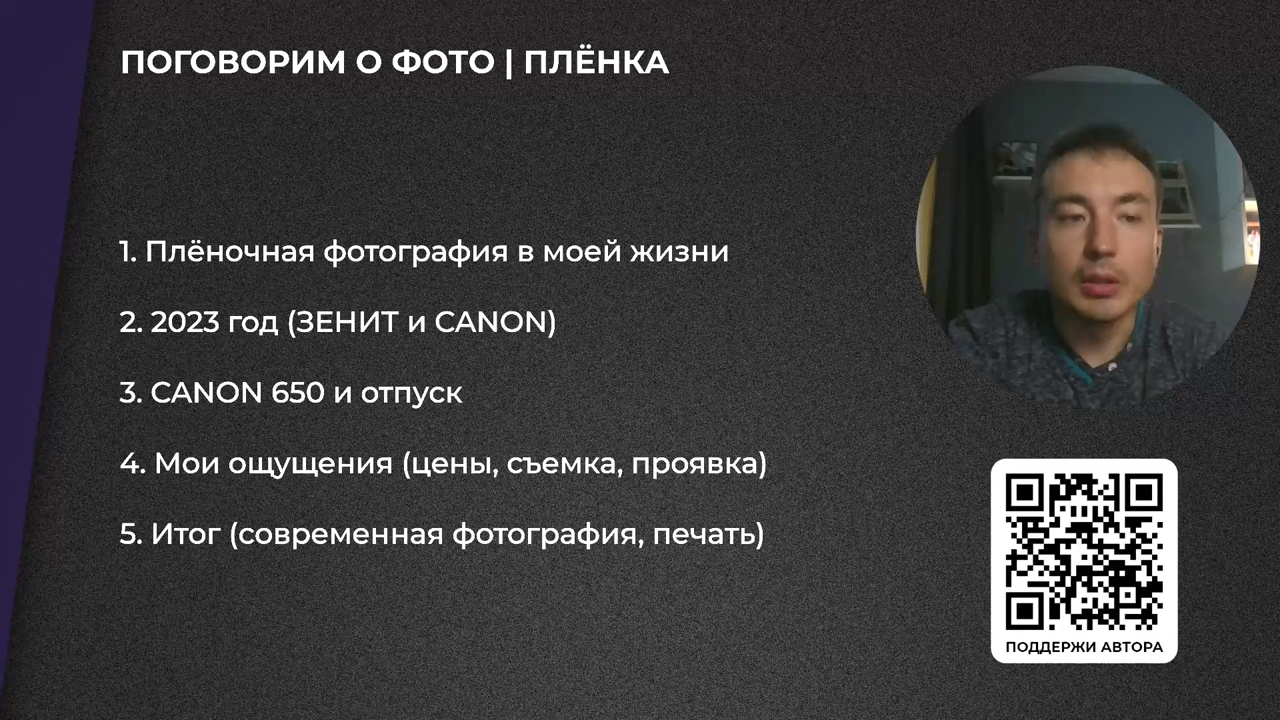 ПОГОВОРИМ О ФОТО | ПЛЁНКА
1. Плёночная фотография в моей жизни
2. 2023 год (ЗЕНИТ и CANON)
3. CANON 650 и отпуск
4. Мои ощущения (цены, съемка, проявка)
5. Итог (современная фотография, печать)
ПОДДЕРЖИ АВТОРА